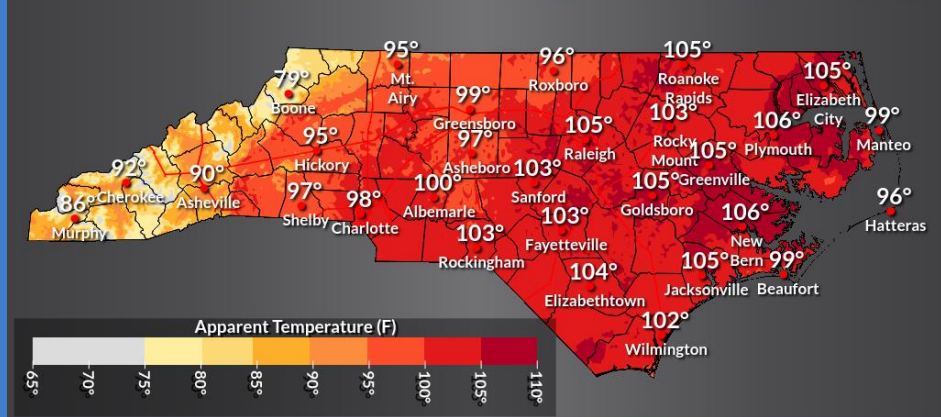 95°
Mt.
Airy
96°
Roxboro
105°
Roanoke
Rapids
105°
Elizabeth
City
79°
Boone
99°
Greensboro
103°
Rocky
Mount
106°
Plymouth
99°
Manteo
95°
Hickory
97°
Asheboro
105°
Raleigh
105°
Greenville
92°
Cherokee
90°
Asheville
103°
Sanford
105°
Goldsboro
86°
Murphy
97°
Shelby
98°
Charlotte
100°
Albemarle
103°
Fayetteville
106°
New
Bern
96°
Hatteras
103°
Rockingham
104°
Elizabethtown
105°
Jacksonville
99°
Beaufort
102°
Wilmington
Apparent Temperature (F)
65°
70°
75°
80°
85°
90°
95°
100°
105°
110°